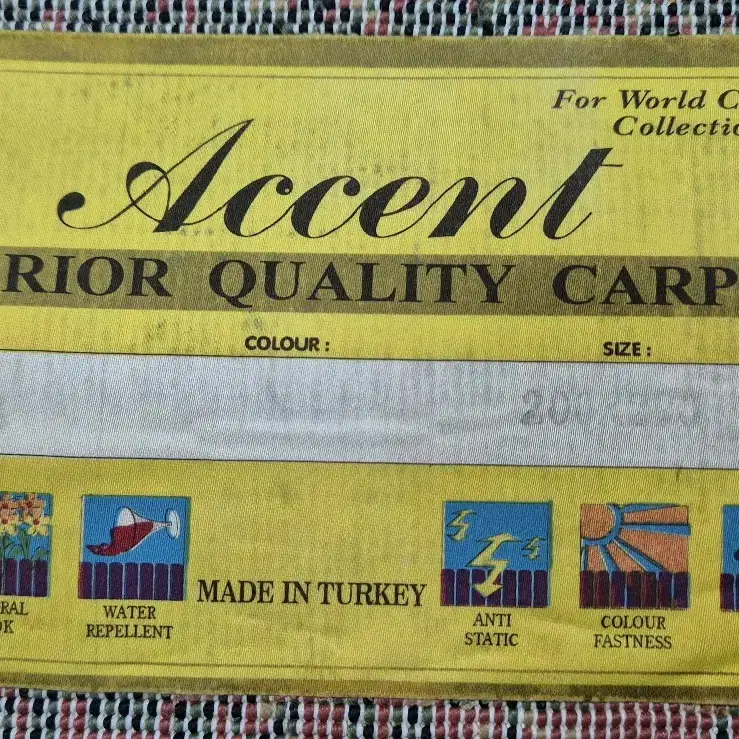 For World C
Collectio
Accent
RIOR QUALITY CARP
COLOUR :
SIZE :
MADE IN TURKEY
RAL
OK
WATER
REPELLENT
ANTI
STATIC
COLOUR
FASTNESS